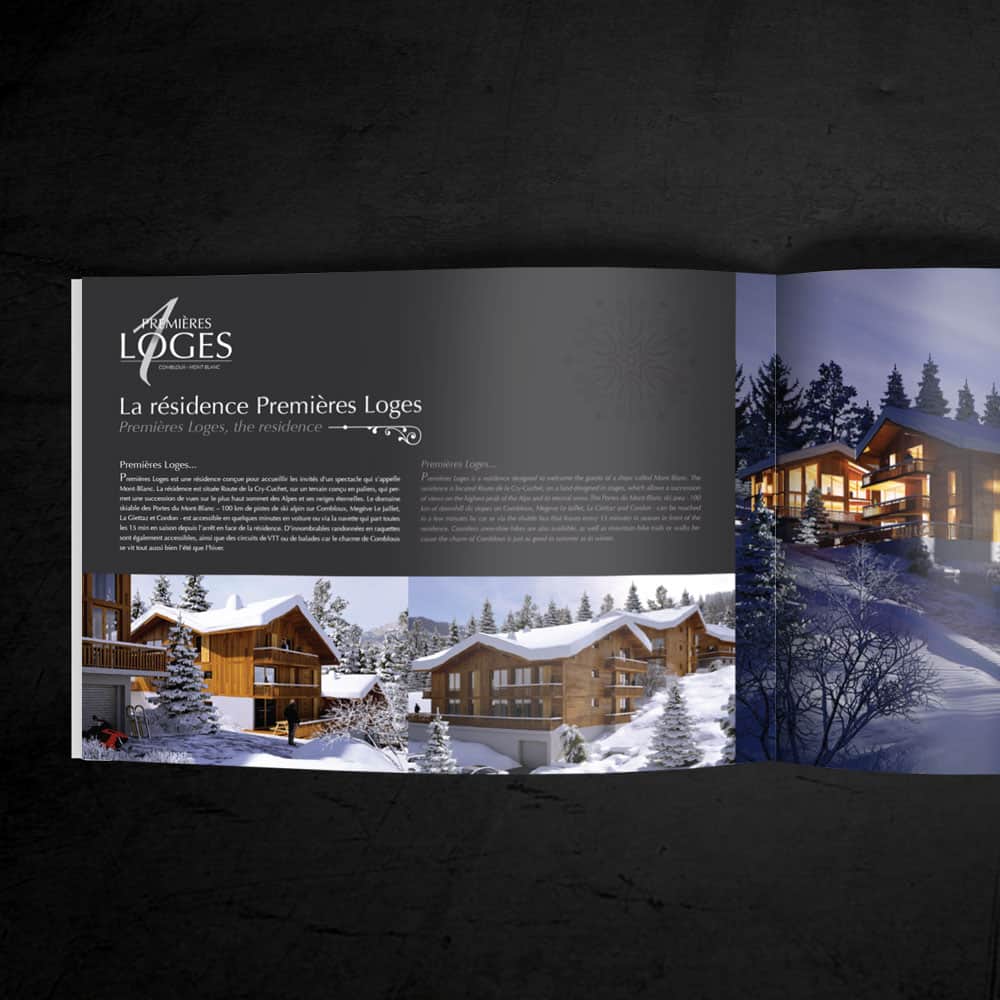 PREMIÈRES
LOGES
COMBLOUX - MONT BLANC
La résidence Premières Loges
Premières Loges, the residence
Premières Loges...
Premières Loges est une résidence conçue pour accueillir les invités d'un spectacle qui s'appelle
Mont-Blanc. La résidence est située Route de la Cry-Cuchet, sur un terrain conçu en paliers, qui per-
met une succession de vues sur le plus haut sommet des Alpes et ses neiges éternelles. Le domaine
skiable des Portes du Mont-Blanc – 100 km de pistes de ski alpin sur Combloux, Megève Le Jaillet,
La Giettaz et Cordon - est accessible en quelques minutes en voiture ou via la navette qui part toutes
les 15 min en saison depuis l'arrêt en face de la résidence. D'innombrables randonnées en raquettes
sont également accessibles, ainsi que des circuits de VTT ou de balades car le charme de Combloux
se vit tout aussi bien l'été que l'hiver.
Premières Loges...
Premières Loges is a residence designed to welcome the guests of a show called Mont Blanc. The
residence is located Route de la Cry-Cuchet, on a land designed in stages, which allows a succession
of views on the highest peak of the Alps and its eternal snows. The Portes du Mont-Blanc ski area - 100
km of downhill ski slopes on Combloux, Megève Le Jaillet, La Giettaz and Cordon - can be reached
in a few minutes by car or via the shuttle bus that leaves every 15 minutes in season in front of the
residence. Countless snowshoe hikes are also accessible, as well as mountain bike trails or walks be-
cause the charm of Combloux is just as good in summer as in winter.